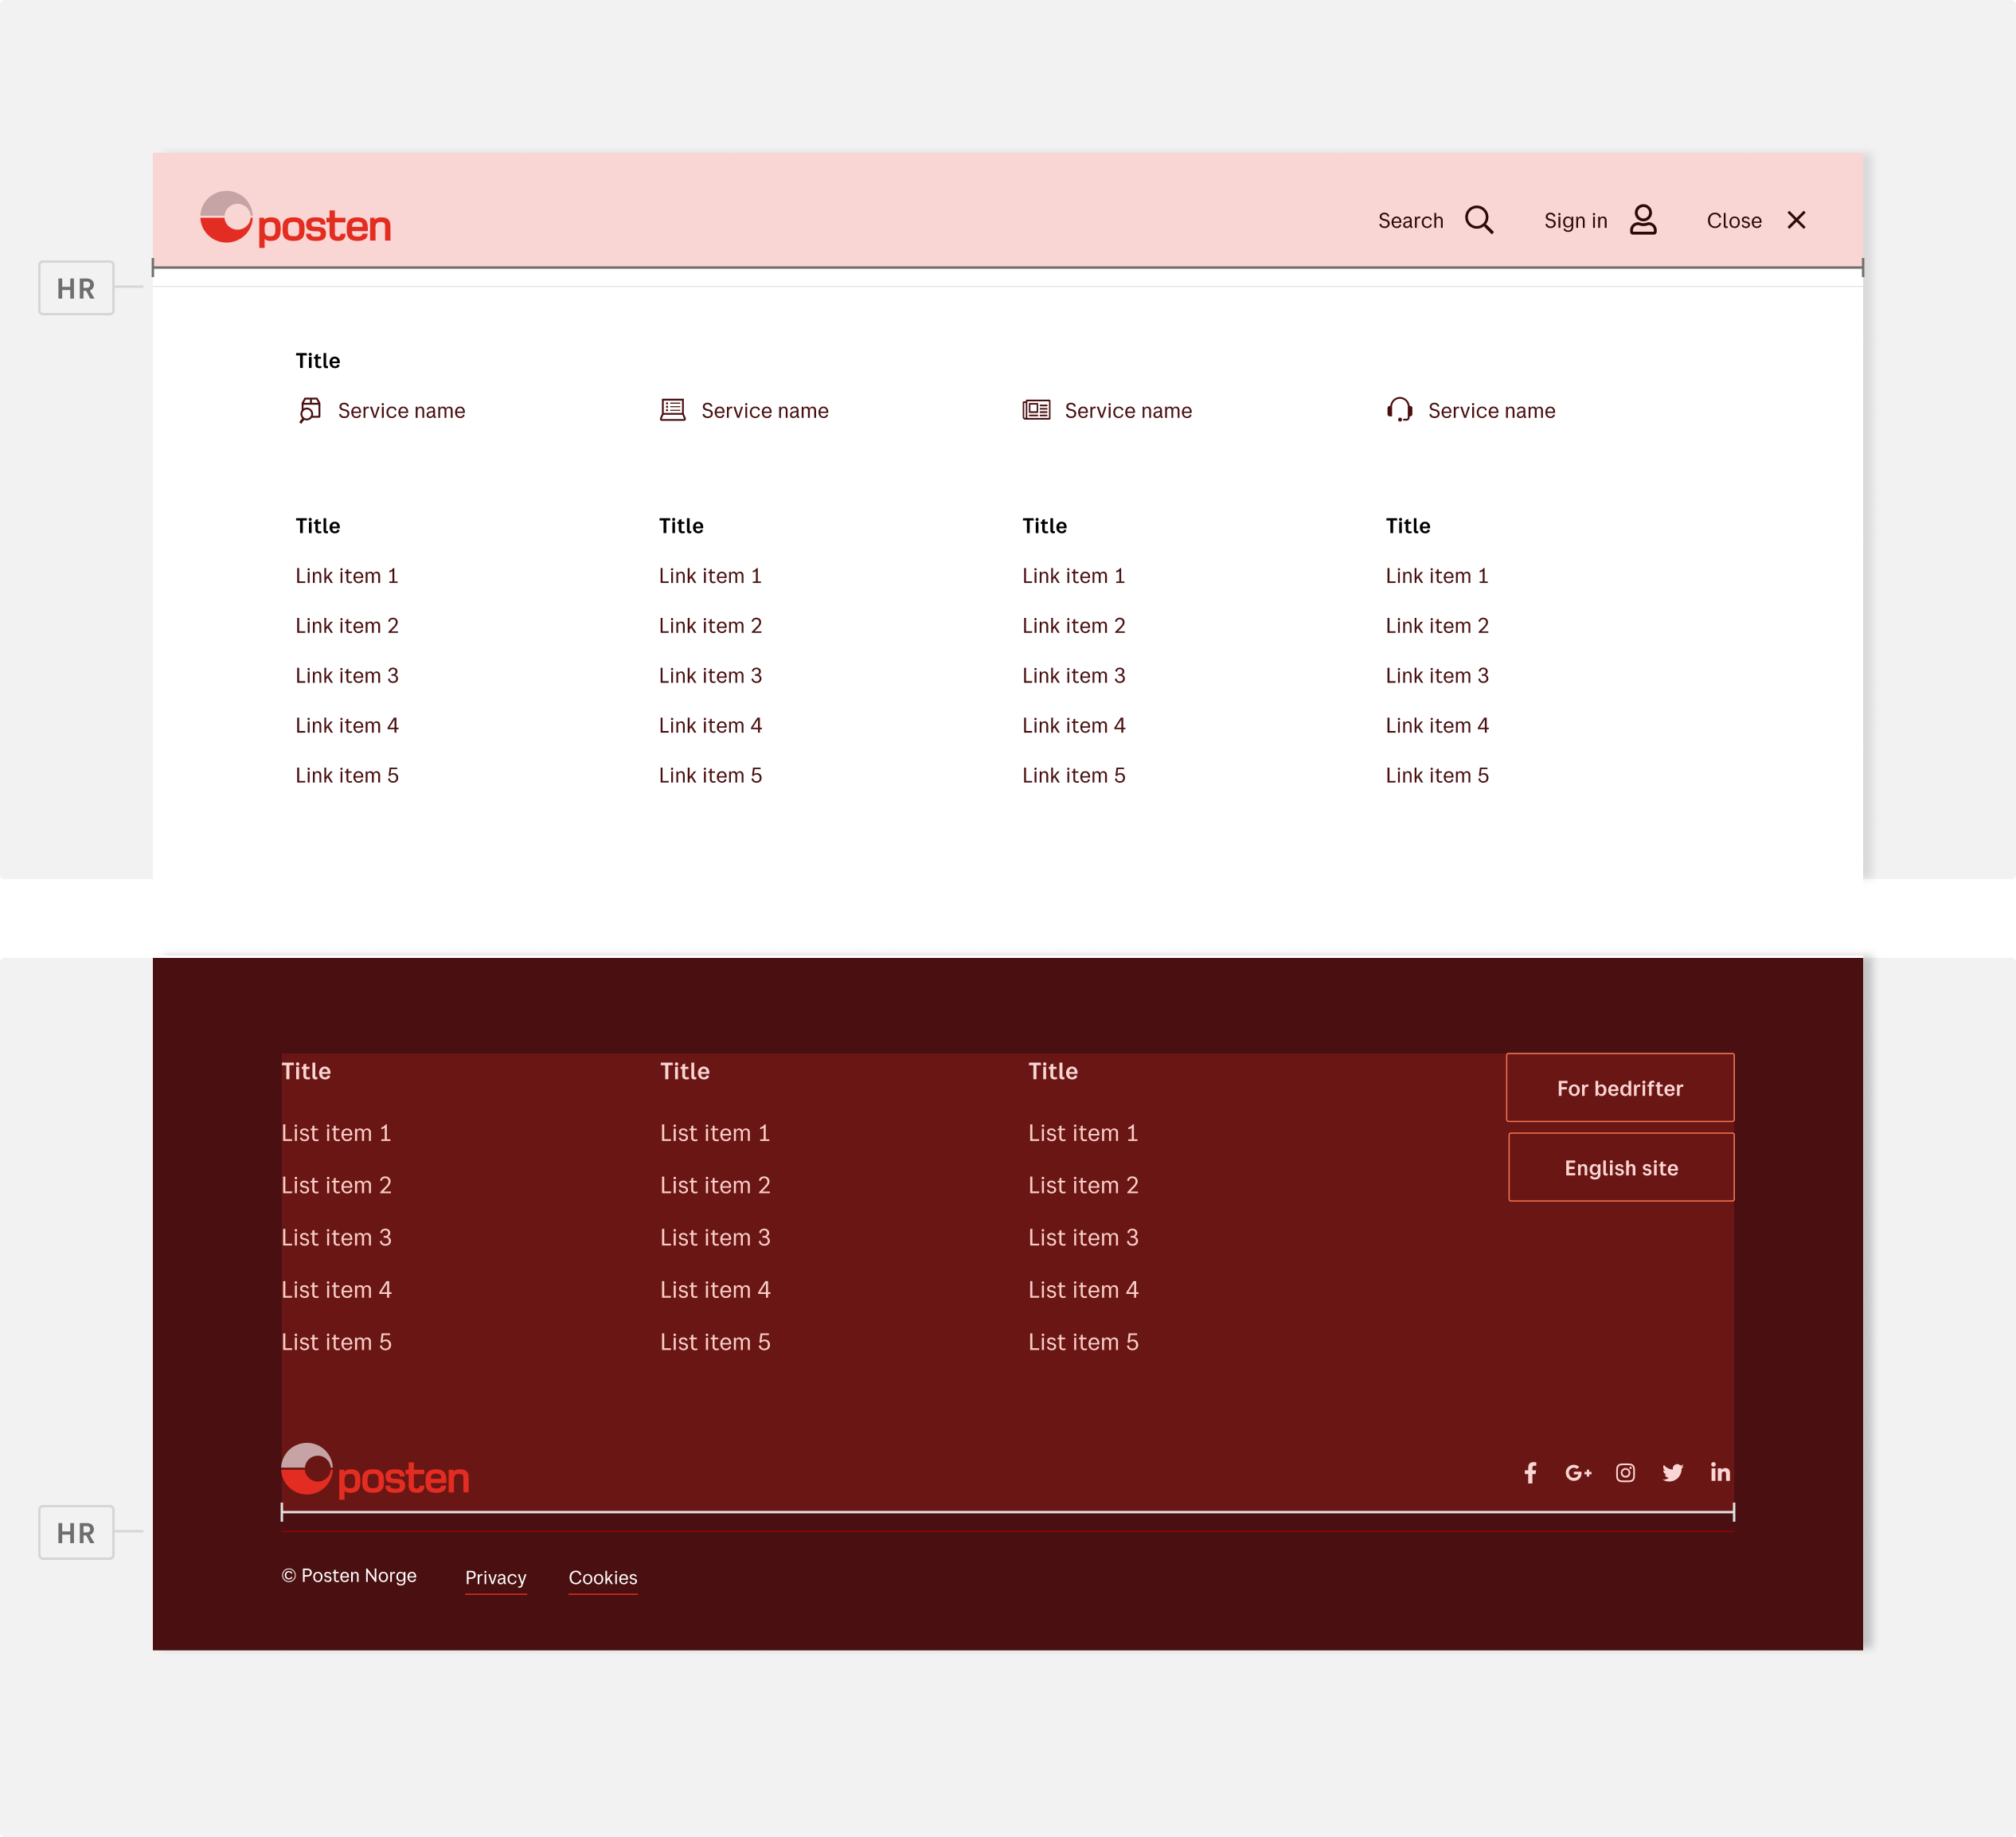 posten
Search Sign in Close
HR
Title
Service name Service name Service name Service name
Title Title Title Title
Link item 1 Link item 1 Link item 1 Link item 1
Link item 2 Link item 2 Link item 2 Link item 2
Link item 3 Link item 3 Link item 3 Link item 3
Link item 4 Link item 4 Link item 4 Link item 4
Link item 5 Link item 5 Link item 5 Link item 5
Title Title Title
For bedrifter
List item 1 List item 1 List item 1
English site
List item 2 List item 2 List item 2
List item 3 List item 3 List item 3
List item 4 List item 4 List item 4
List item 5 List item 5 List item 5
posten
f G+ in
HR
© Posten Norge Privacy Cookies